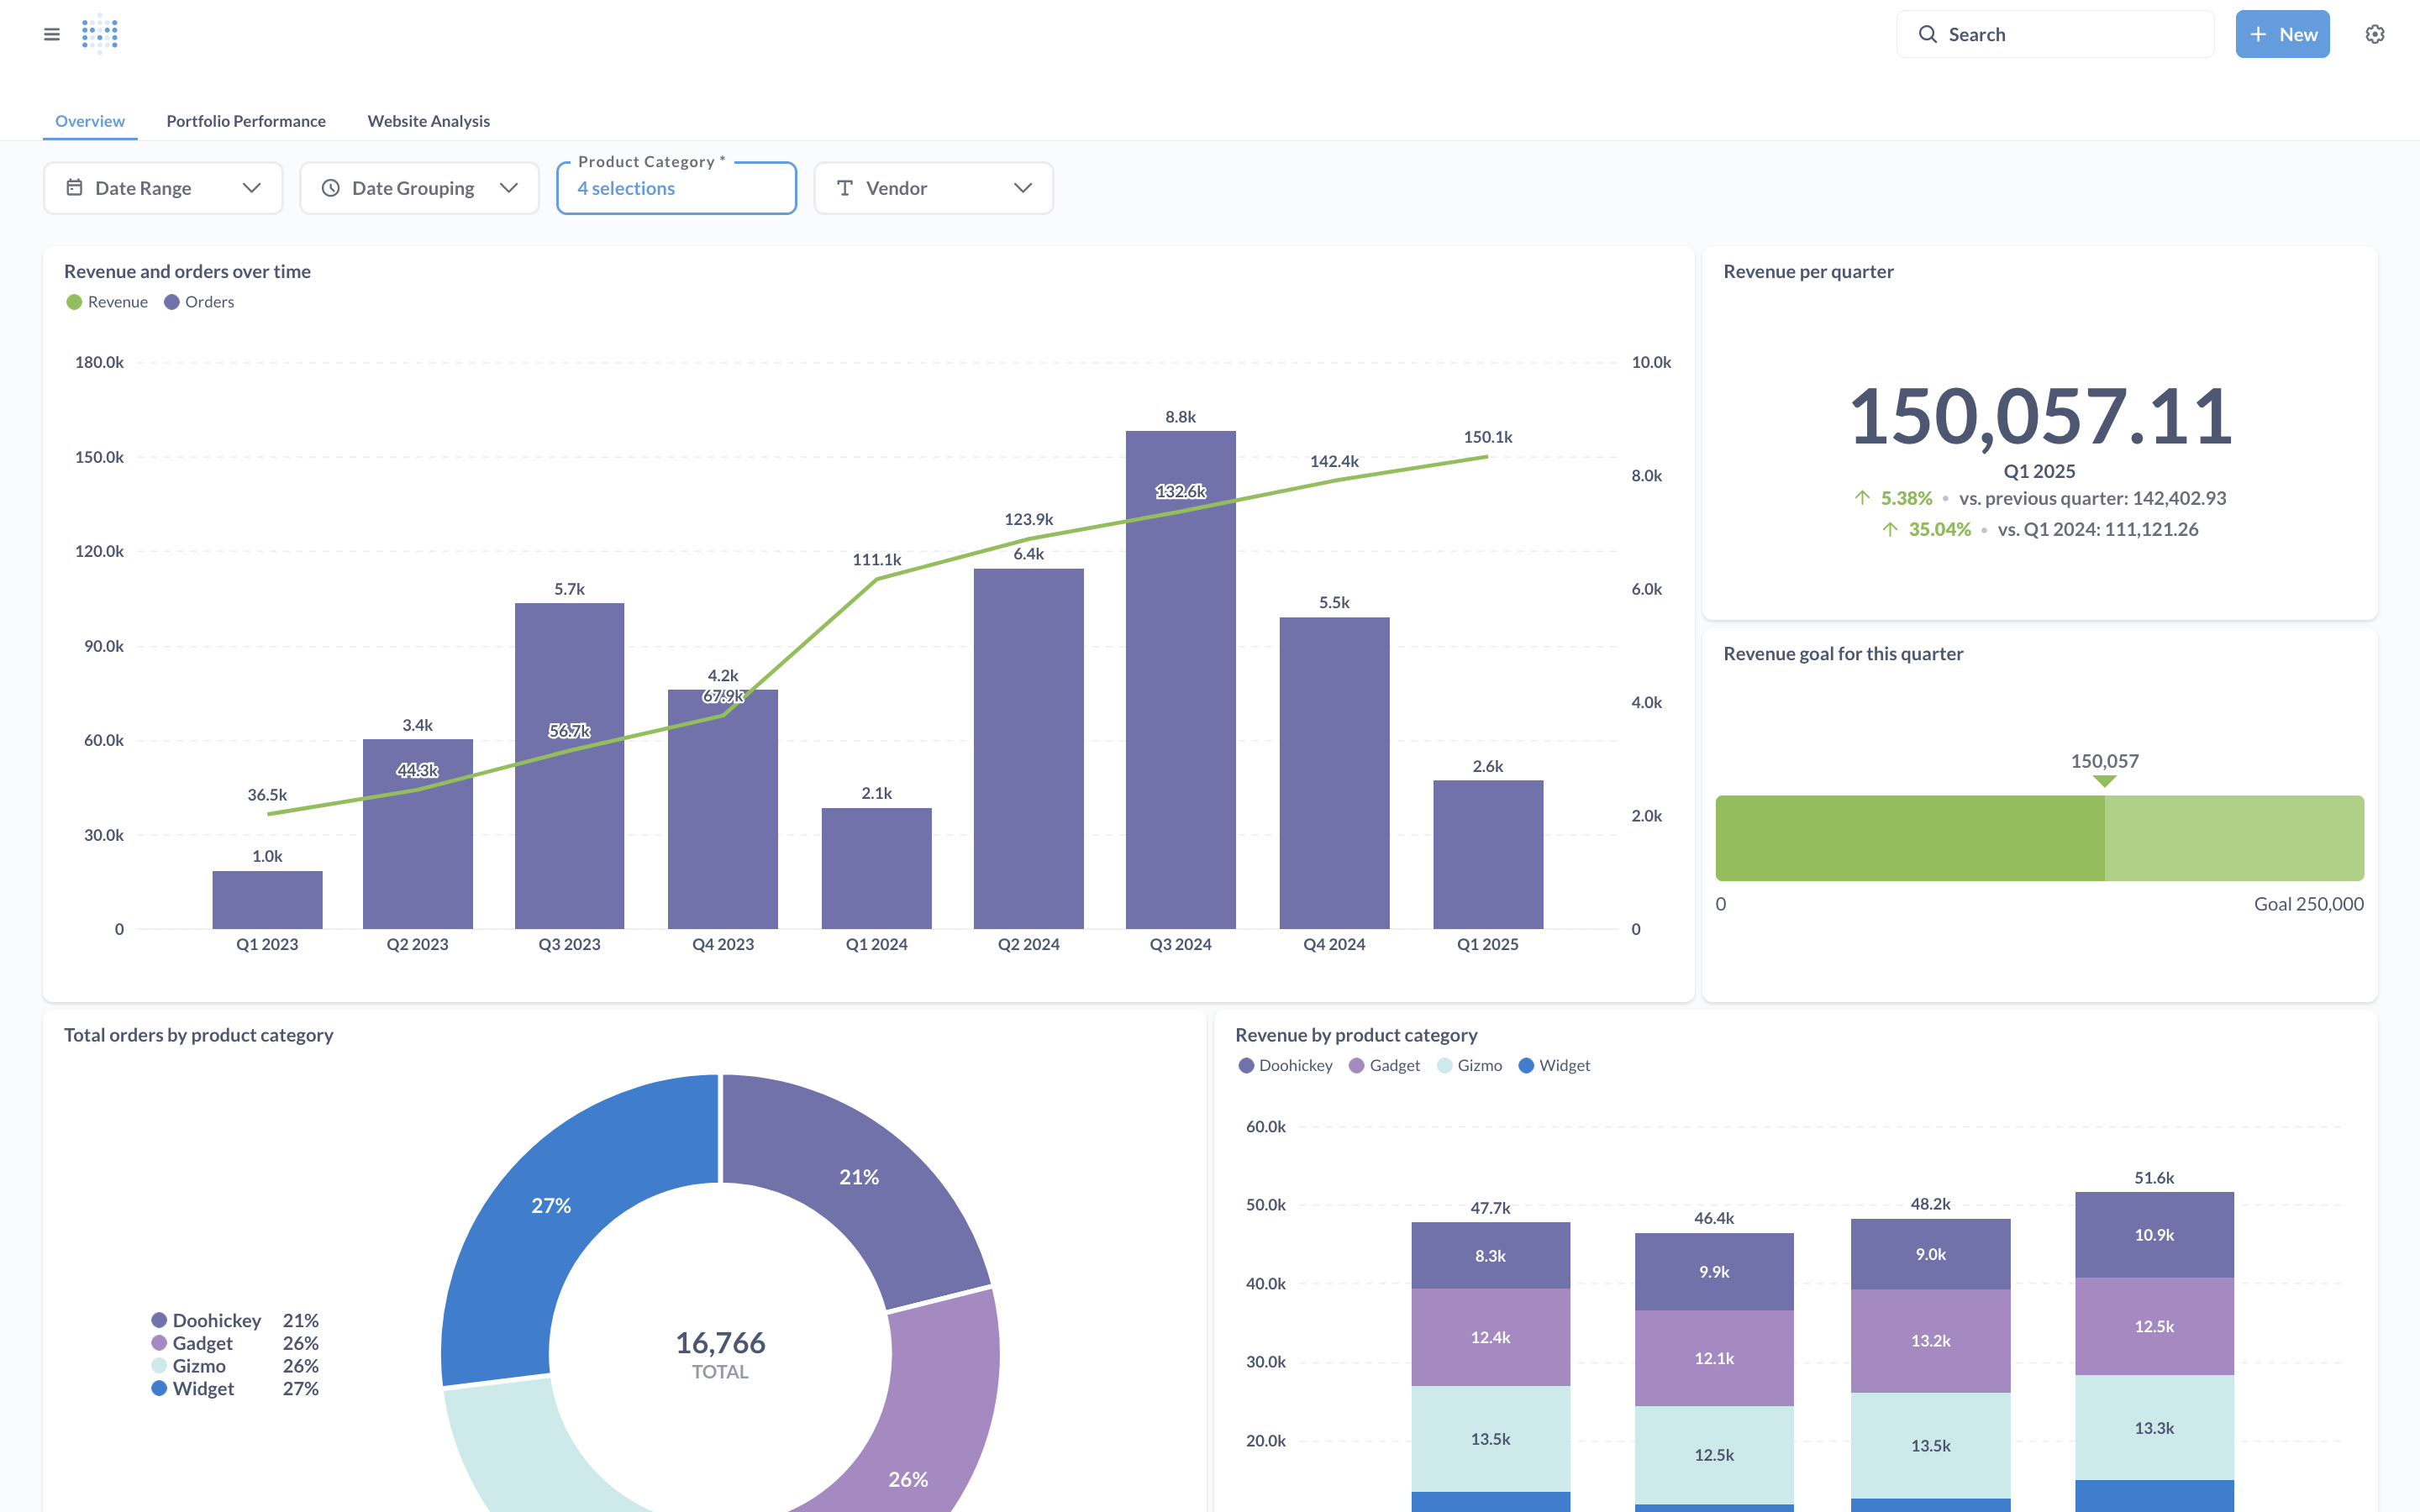 Search
+ New
Overview Portfolio Performance Website Analysis
Date Range
Date Grouping
Product Category *
4 selections
Vendor
Revenue and orders over time
Revenue Orders
180.0k
150.0k
120.0k
90.0k
60.0k
30.0k
0
10.0k
8.0k
6.0k
4.0k
2.0k
0
36.5k
44.3k
56.7k
67.9k
111.1k
123.9k
132.6k
142.4k
150.1k
1.0k
3.4k
5.7k
4.2k
2.1k
6.4k
8.8k
5.5k
2.6k
Q1 2023 Q2 2023 Q3 2023 Q4 2023 Q1 2024 Q2 2024 Q3 2024 Q4 2024 Q1 2025
Revenue per quarter
150,057.11
Q1 2025
↑ 5.38% • vs. previous quarter: 142,402.93
↑ 35.04% • vs. Q1 2024: 111,121.26
Revenue goal for this quarter
150,057
0 Goal 250,000
Total orders by product category
Doohickey 21%
Gadget 26%
Gizmo 26%
Widget 27%
27%
21%
26%
16,766
TOTAL
Revenue by product category
Doohickey Gadget Gizmo Widget
60.0k
50.0k
40.0k
30.0k
20.0k
47.7k
8.3k
12.4k
13.5k
46.4k
9.9k
12.1k
12.5k
48.2k
9.0k
13.2k
13.5k
51.6k
10.9k
12.5k
13.3k